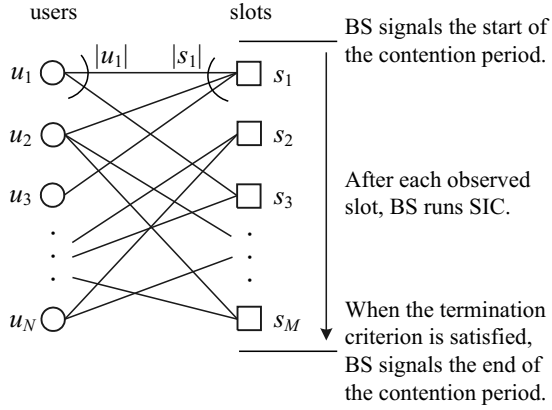 users
slots
|u₁|
|s₁|
u₁
u₂
u₃
u_N
s₁
s₂
s₃
s_M
BS signals the start of
the contention period.
After each observed
slot, BS runs SIC.
When the termination
criterion is satisfied,
BS signals the end of
the contention period.